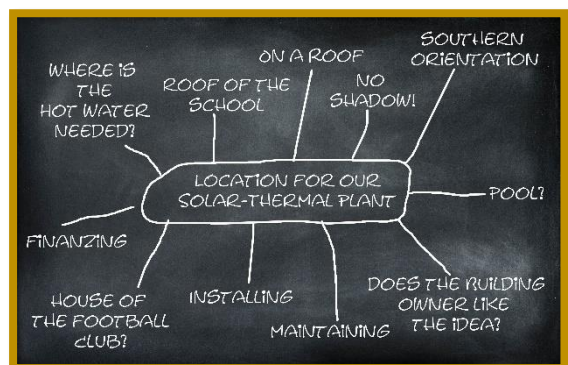 WHERE IS
THE
HOT WATER
NEEDED?
ROOF OF THE
SCHOOL
ON A ROOF
NO
SHADOW!
SOUTHERN
ORIENTATION
LOCATION FOR OUR
SOLAR-THERMAL PLANT
POOL?
FINANZING
HOUSE OF
THE FOOTBALL
CLUB?
INSTALLING
MAINTAINING
DOES THE BUILDING
OWNER LIKE
THE IDEA?